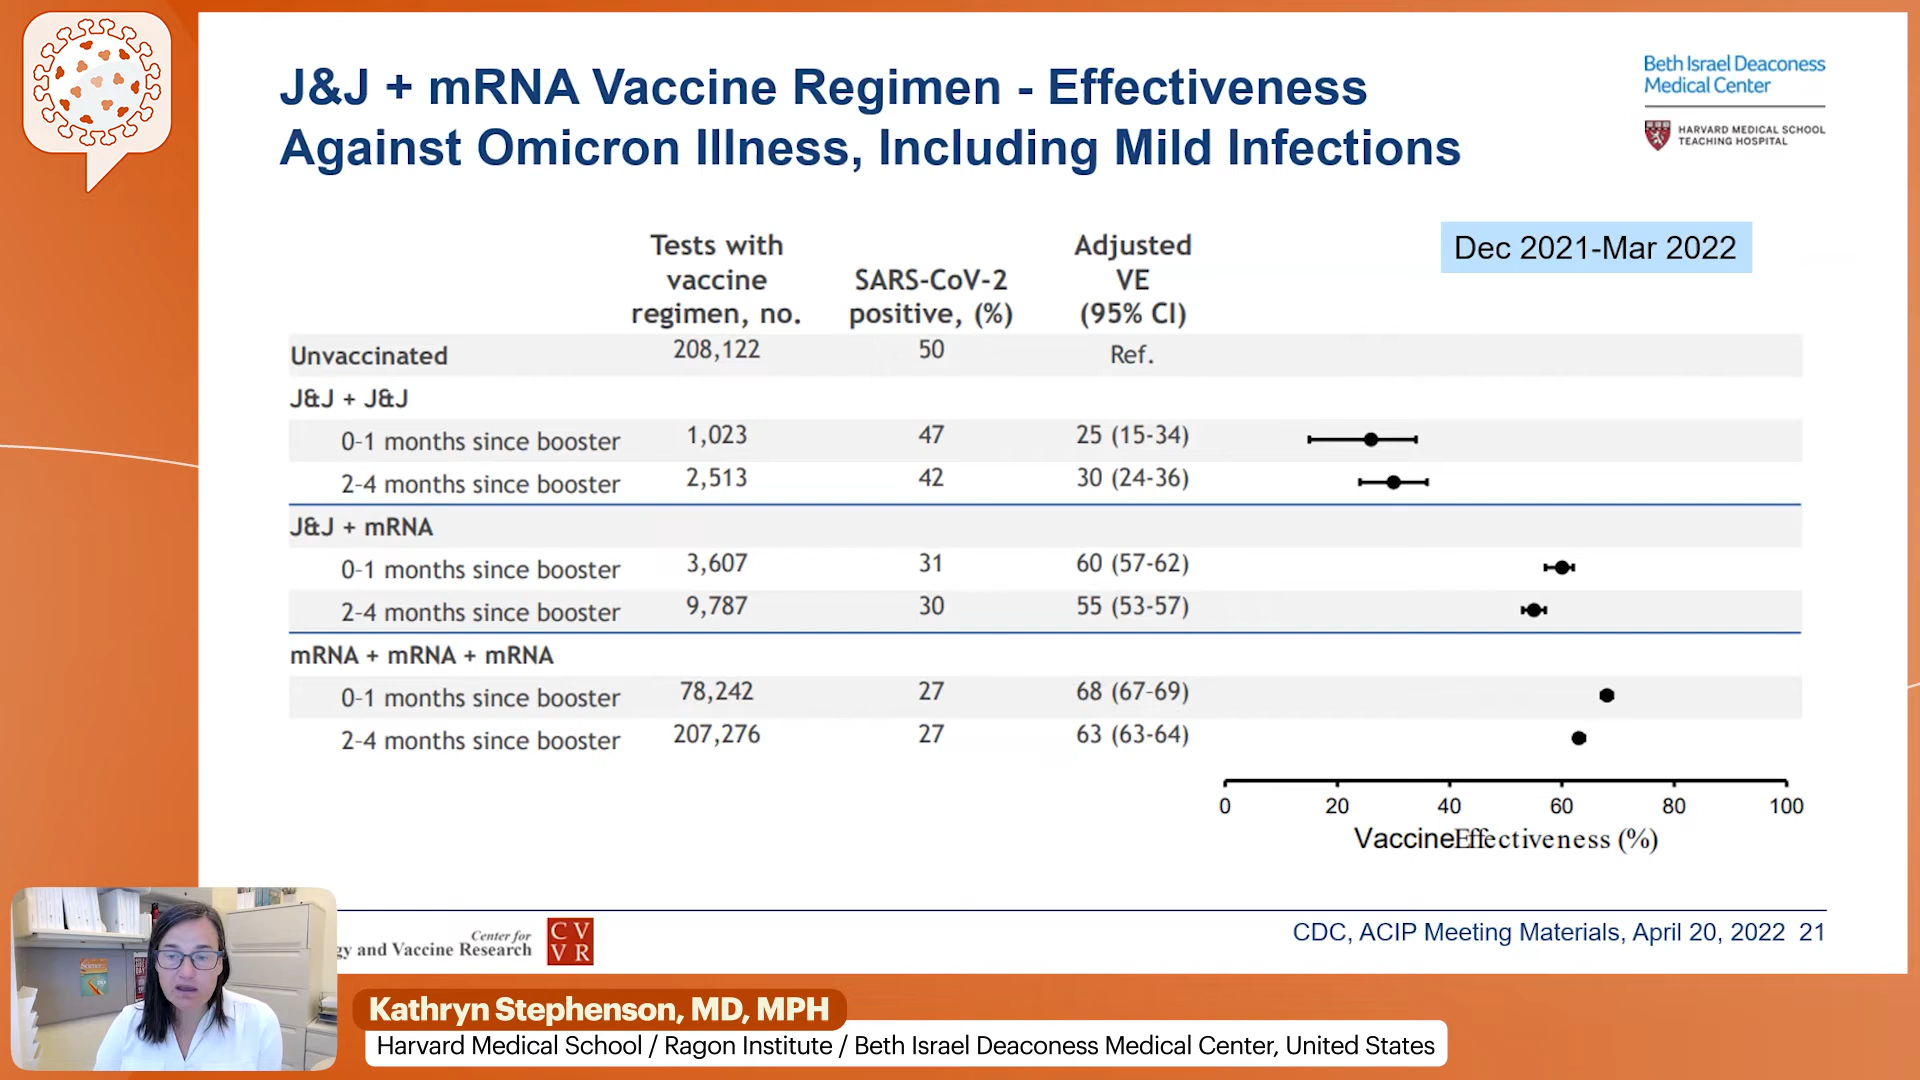 J&J + mRNA Vaccine Regimen - Effectiveness
Against Omicron Illness, Including Mild Infections
Beth Israel Deaconess
Medical Center
HARVARD MEDICAL SCHOOL
TEACHING HOSPITAL
Dec 2021-Mar 2022
Tests with vaccine regimen, no. SARS-CoV-2 positive, (%) Adjusted VE (95% CI)
Unvaccinated 208,122 50 Ref.
J&J + J&J
0-1 months since booster 1,023 47 25 (15-34)
2-4 months since booster 2,513 42 30 (24-36)
J&J + mRNA
0-1 months since booster 3,607 31 60 (57-62)
2-4 months since booster 9,787 30 55 (53-57)
mRNA + mRNA + mRNA
0-1 months since booster 78,242 27 68 (67-69)
2-4 months since booster 207,276 27 63 (63-64)
0 20 40 60 80 100
Vaccine Effectiveness (%)
Center for
gy and Vaccine Research
CV
VR
CDC, ACIP Meeting Materials, April 20, 2022 21
Kathryn Stephenson, MD, MPH
Harvard Medical School / Ragon Institute / Beth Israel Deaconess Medical Center, United States